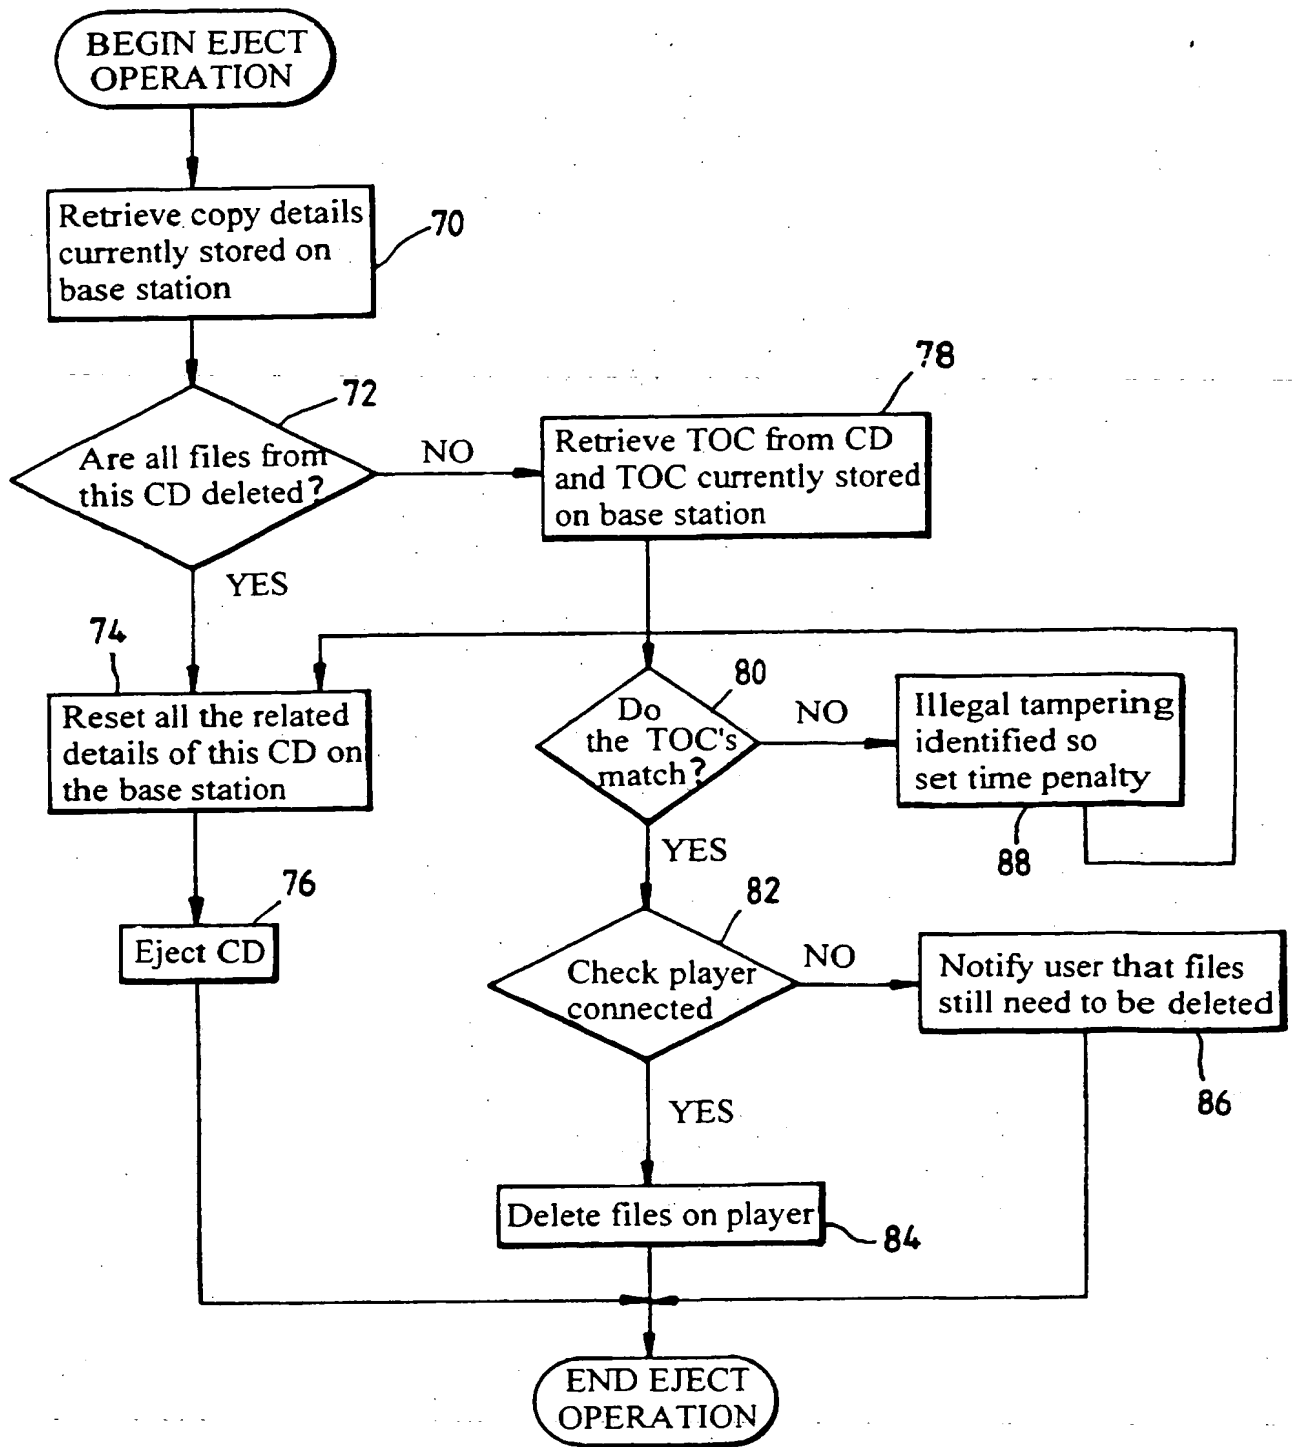 BEGIN EJECT
OPERATION
Retrieve copy details
currently stored on
base station
70
72
Are all files from
this CD deleted?
NO
YES
78
Retrieve TOC from CD
and TOC currently stored
on base station
74
Reset all the related
details of this CD on
the base station
76
Eject CD
80
Do
the TOC's
match?
NO
YES
Illegal tampering
identified so
set time penalty
88
82
Check player
connected
NO
YES
Notify user that files
still need to be deleted
86
Delete files on player
84
END EJECT
OPERATION